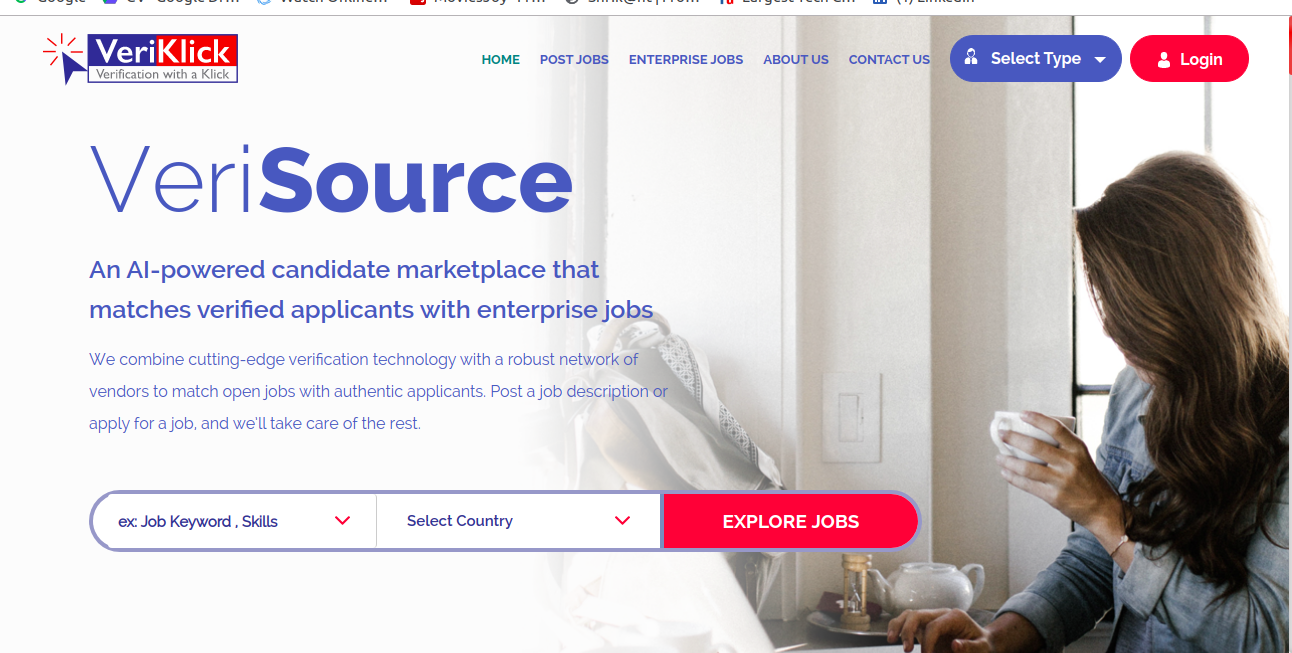 VeriKlick
Verification with a Klick
HOME POST JOBS ENTERPRISE JOBS ABOUT US CONTACT US Select Type Login
VeriSource
An AI-powered candidate marketplace that
matches verified applicants with enterprise jobs
We combine cutting-edge verification technology with a robust network of
vendors to match open jobs with authentic applicants. Post a job description or
apply for a job, and we'll take care of the rest.
ex: Job Keyword , Skills Select Country EXPLORE JOBS